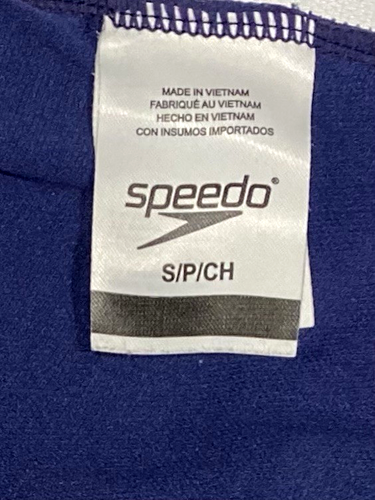 MADE IN VIETNAM
FABRIQUÉ AU VIETNAM
HECHO EN VIETNAM
CON INSUMOS IMPORTADOS
speedo®
S/P/CH